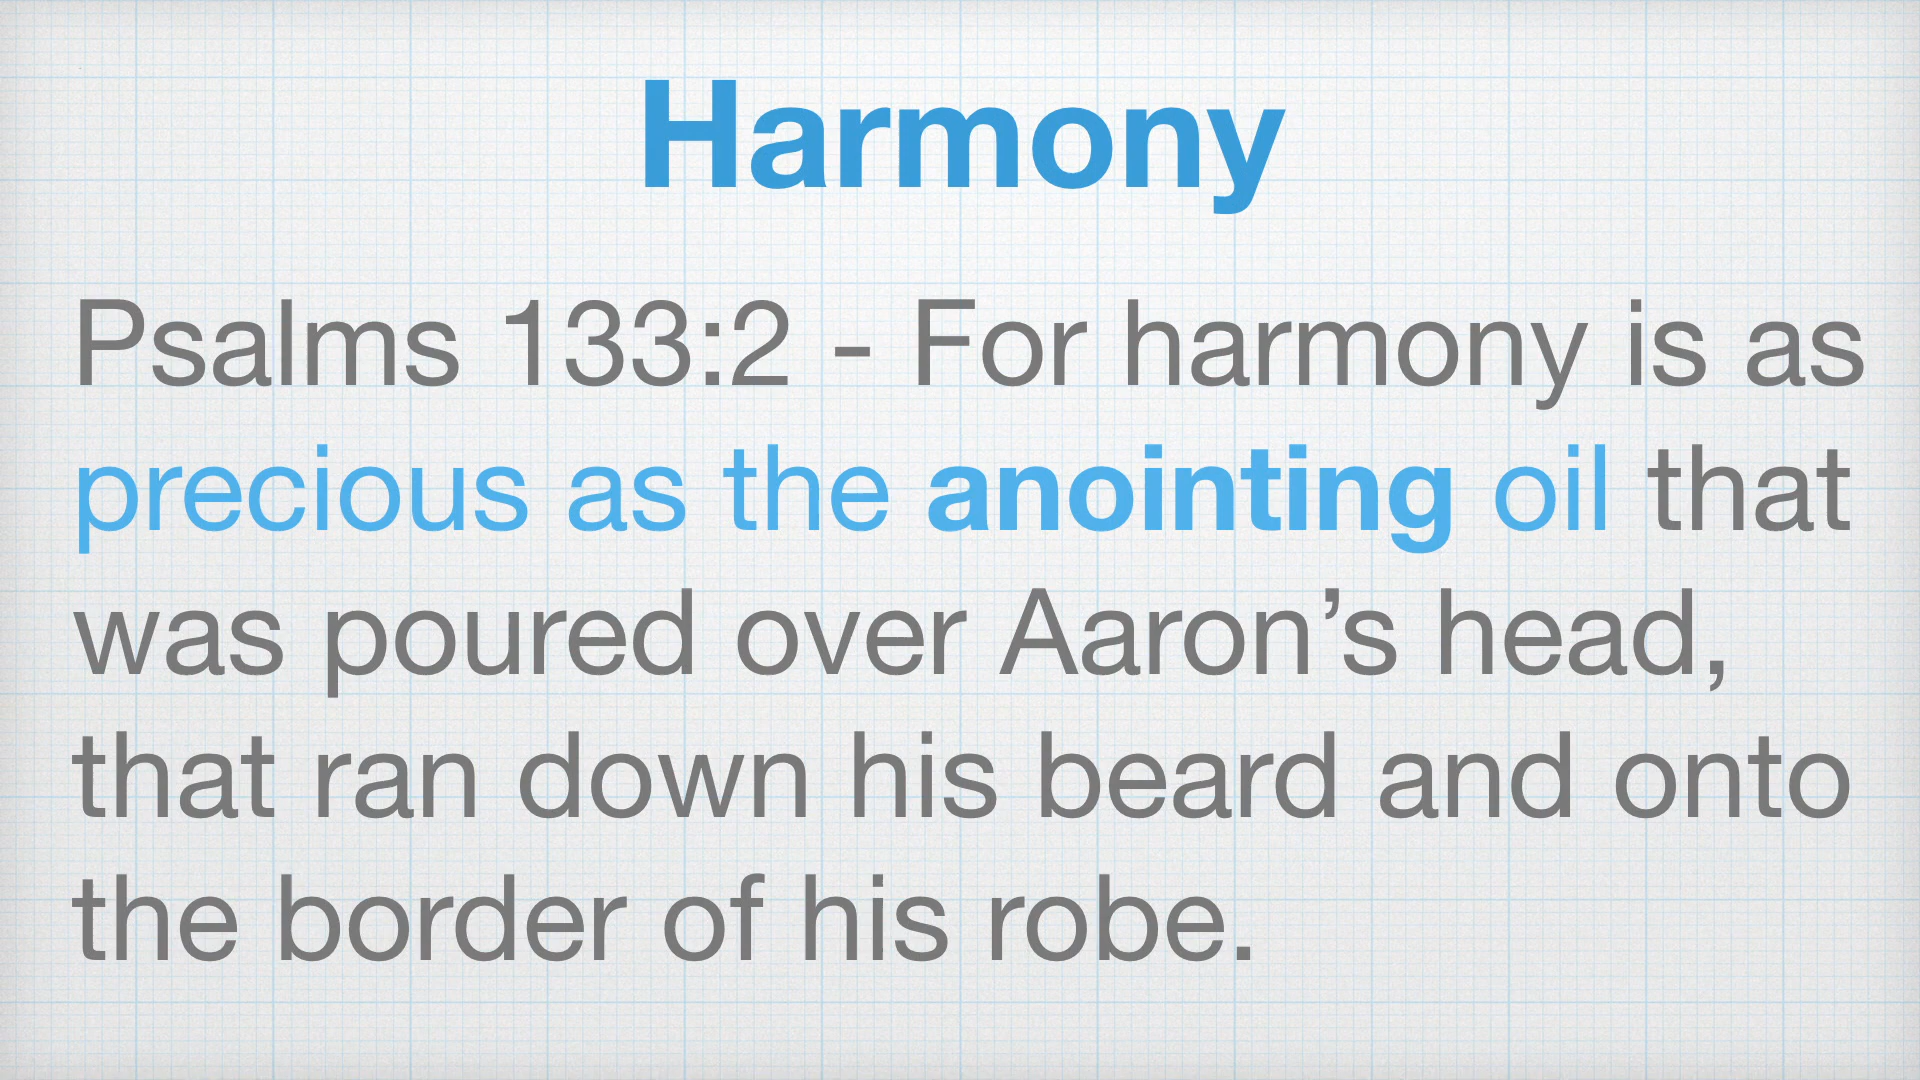 Harmony
Psalms 133:2 - For harmony is as
precious as the anointing oil that
was poured over Aaron’s head,
that ran down his beard and onto
the border of his robe.